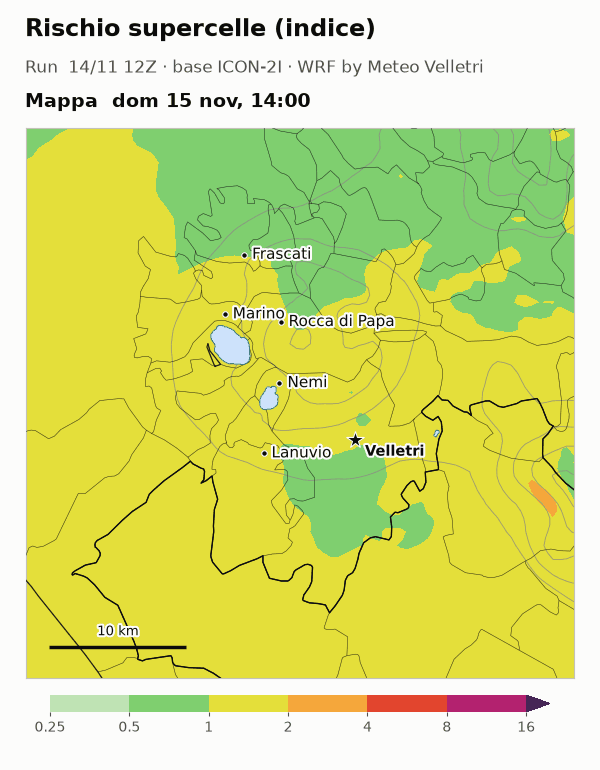 Rischio supercelle (indice)
Run 14/11 12Z · base ICON-2I · WRF by Meteo Velletri
Mappa dom 15 nov, 14:00
Frascati
Marino
Rocca di Papa
Nemi
Velletri
Lanuvio
10 km
0.25 0.5 1 2 4 8 16